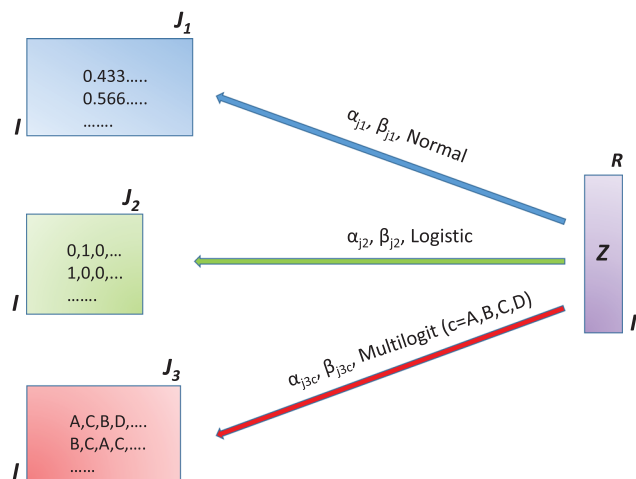 J1
0.433.....
0.566.....
.......
I
αj1, βj1, Normal
R
J2
0,1,0,...
1,0,0,...
.......
I
αj2, βj2, Logistic
Z
I
J3
A,C,B,D,....
B,C,A,C,....
......
I
αj3c, βj3c, Multilogit (c=A,B,C,D)